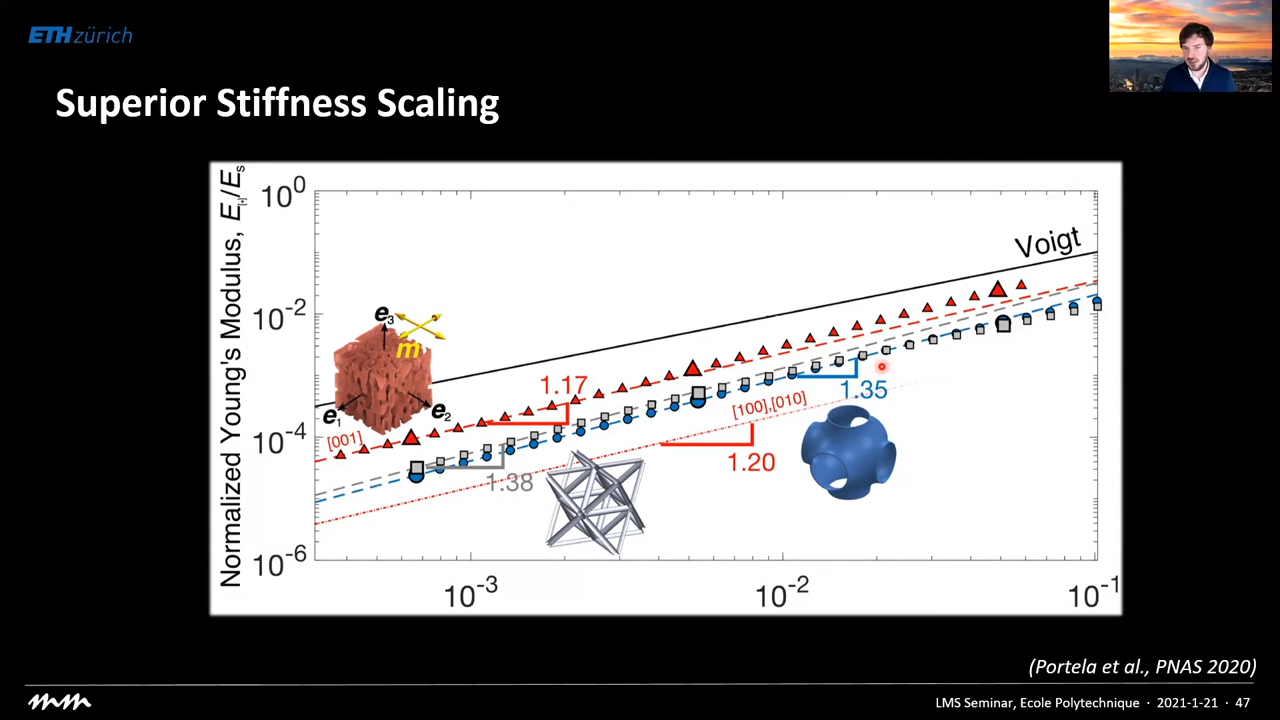 ETH zürich
Superior Stiffness Scaling
Normalized Young's Modulus, E[·]/Es
10^0
10^-2
10^-4
10^-6
10^-3
10^-2
10^-1
Voigt
e3
m
e1
e2
[001]
1.17
1.38
[100],[010]
1.20
1.35
(Portela et al., PNAS 2020)
LMS Seminar, Ecole Polytechnique · 2021-1-21 · 47